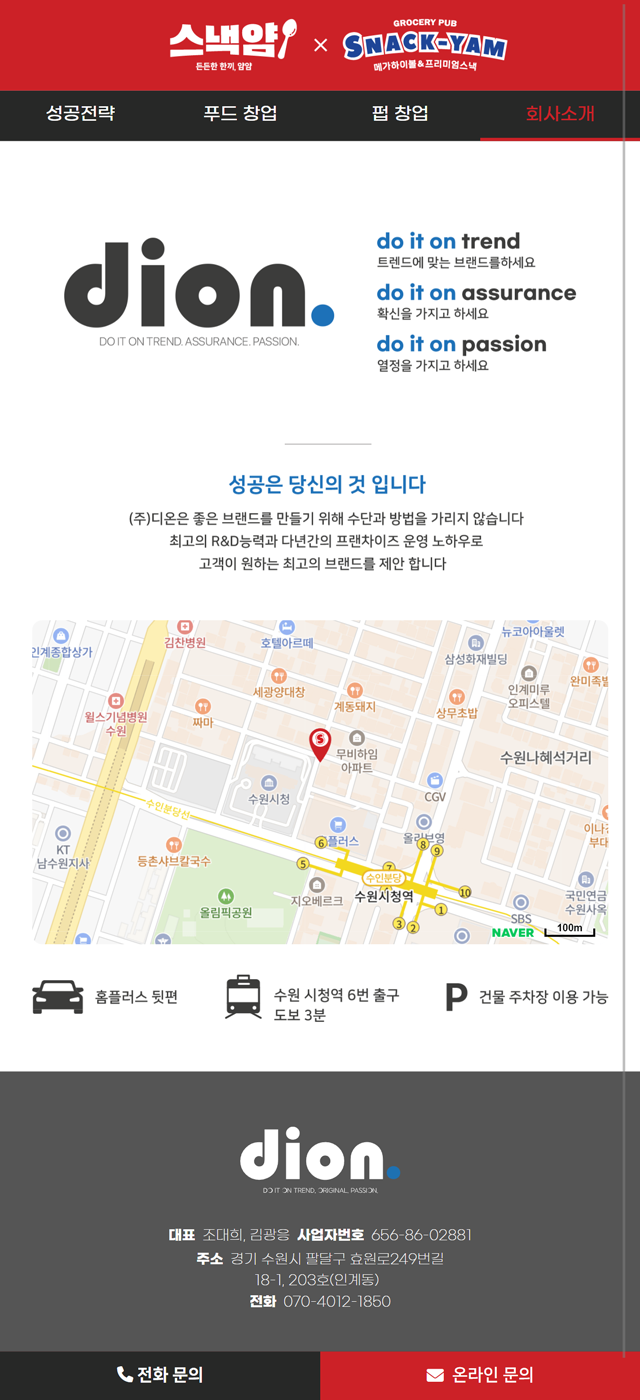 스낵얌
든든한 한끼, 얌얌
×
GROCERY PUB
SNACK-YAM
메가하이볼&프리미엄스낵
성공전략 푸드 창업 펍 창업 회사소개
dion.
DO IT ON TREND. ASSURANCE. PASSION.
do it on trend
트렌드에 맞는 브랜드를하세요
do it on assurance
확신을 가지고 하세요
do it on passion
열정을 가지고 하세요
성공은 당신의 것 입니다
(주)디온은 좋은 브랜드를 만들기 위해 수단과 방법을 가리지 않습니다
최고의 R&D능력과 다년간의 프랜차이즈 운영 노하우로
고객이 원하는 최고의 브랜드를 제안 합니다
뉴코아아울렛
김찬병원
호텔아르떼
인계종합상가
삼성화재빌딩
세광양대창
계동돼지
인계미루
오피스텔
완미족발
윌스기념병원
수원
짜마
상무초밥
S
무비하임
아파트
수원나혜석거리
수원시청
CGV
수인분당선
플러스
올리브영
KT
남수원지사
등촌샤브칼국수
6
5
7
8
9
수인분당
수원시청역
10
1
3
2
지오베르크
올림픽공원
국민연금
수원사옥
SBS
NAVER
100m
홈플러스 뒷편
수원 시청역 6번 출구
도보 3분
P
건물 주차장 이용 가능
dion.
DO IT ON TREND, ORIGINAL, PASSION.
대표 조대희, 김광응 사업자번호 656-86-02881
주소 경기 수원시 팔달구 효원로249번길
18-1, 203호(인계동)
전화 070-4012-1850
전화 문의
온라인 문의